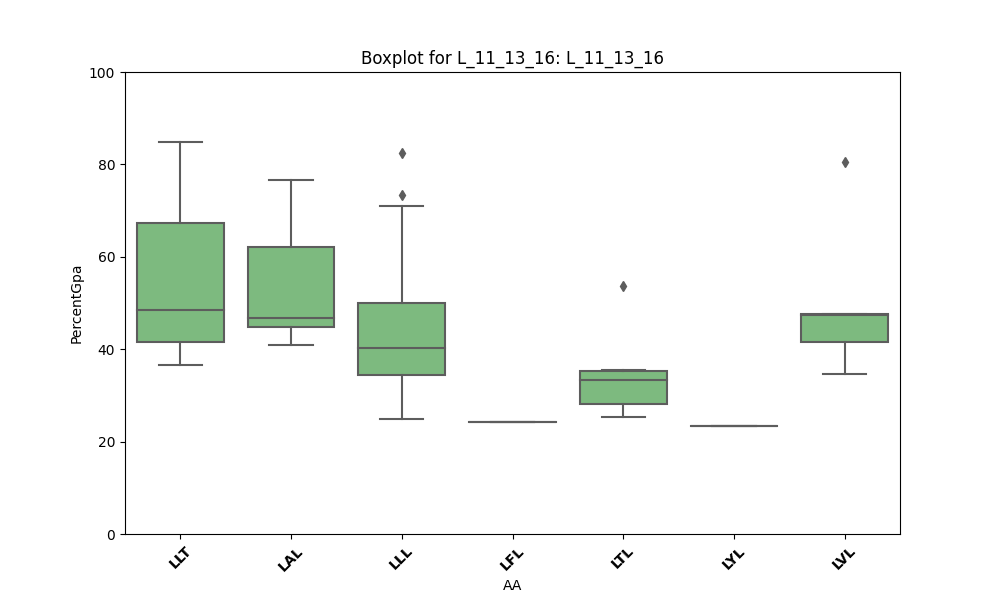 Boxplot for L_11_13_16: L_11_13_16
100
80
60
40
20
0
PercentGpa
LLT
LAL
LLL
LFL
LTL
LYL
LVL
AA